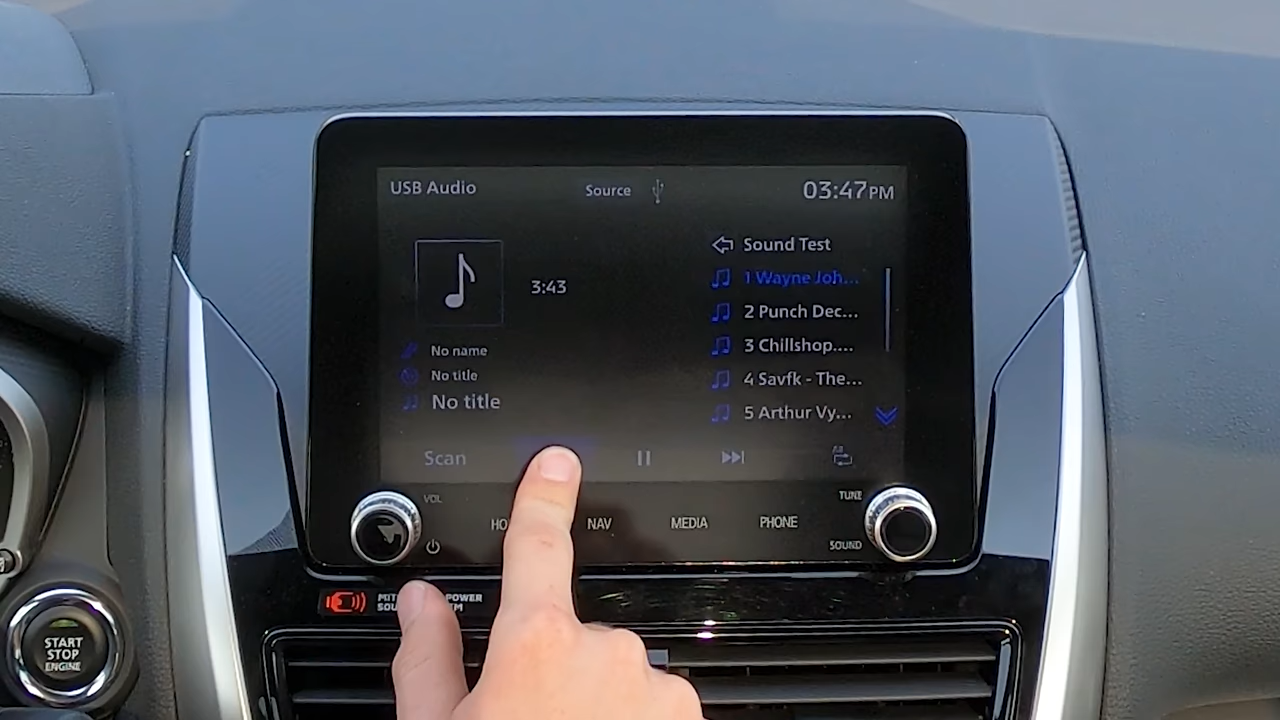 USB Audio
Source
03:47PM
Sound Test
1 Wayne Joh...
2 Punch Dec...
3 Chillshop....
4 Savfk - The...
5 Arthur Vy...
3:43
No name
No title
No title
Scan
VOL
HO
NAV
MEDIA
PHONE
TUNE
SOUND
POWER
START
STOP
ENGINE